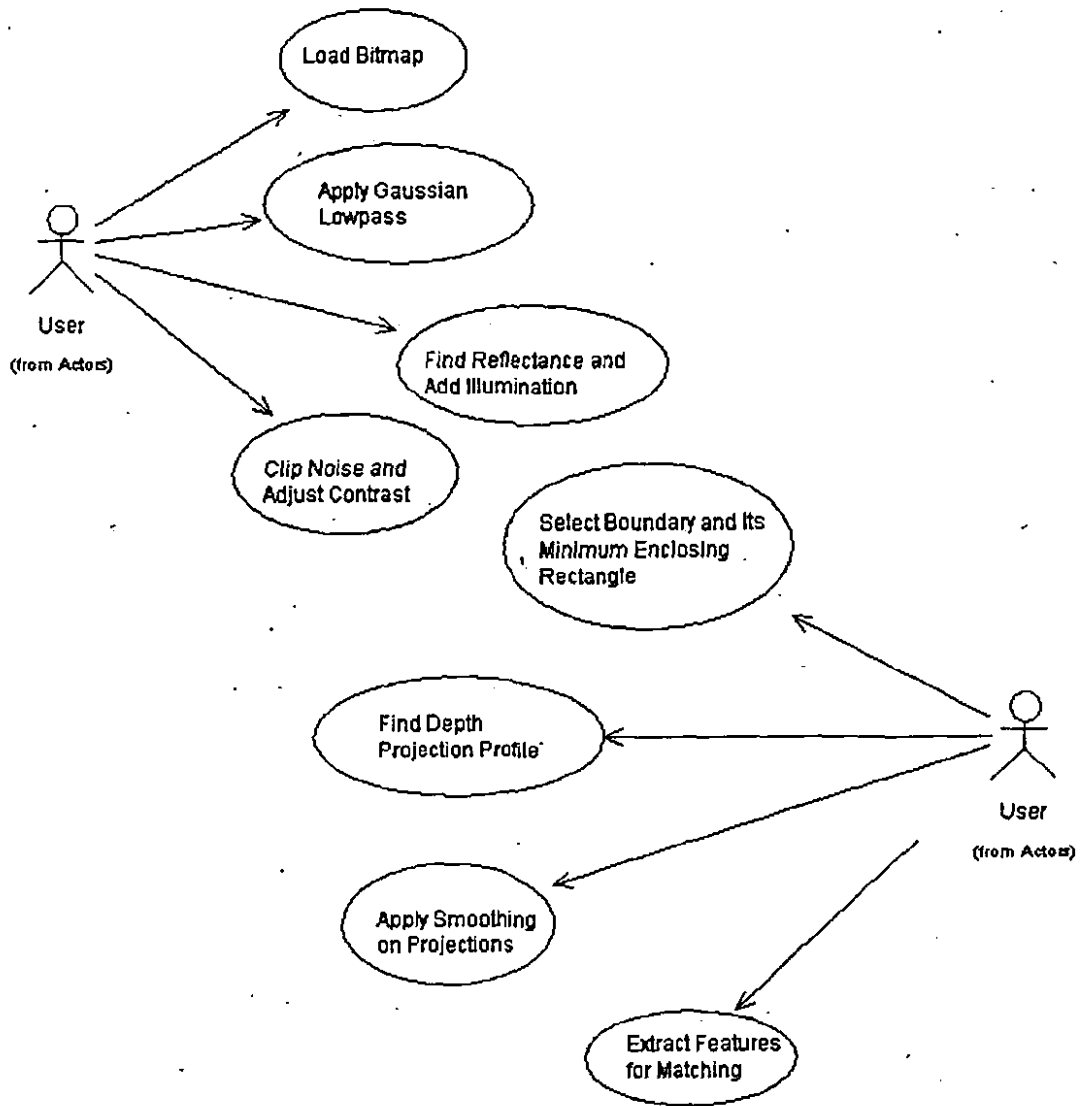 Load Bitmap
Apply Gaussian
Lowpass
User
(from Actors)
Find Reflectance and
Add Illumination
Clip Noise and
Adjust Contrast
Select Boundary and Its
Minimum Enclosing
Rectangle
Find Depth
Projection Profile
User
(from Actors)
Apply Smoothing
on Projections
Extract Features
for Matching